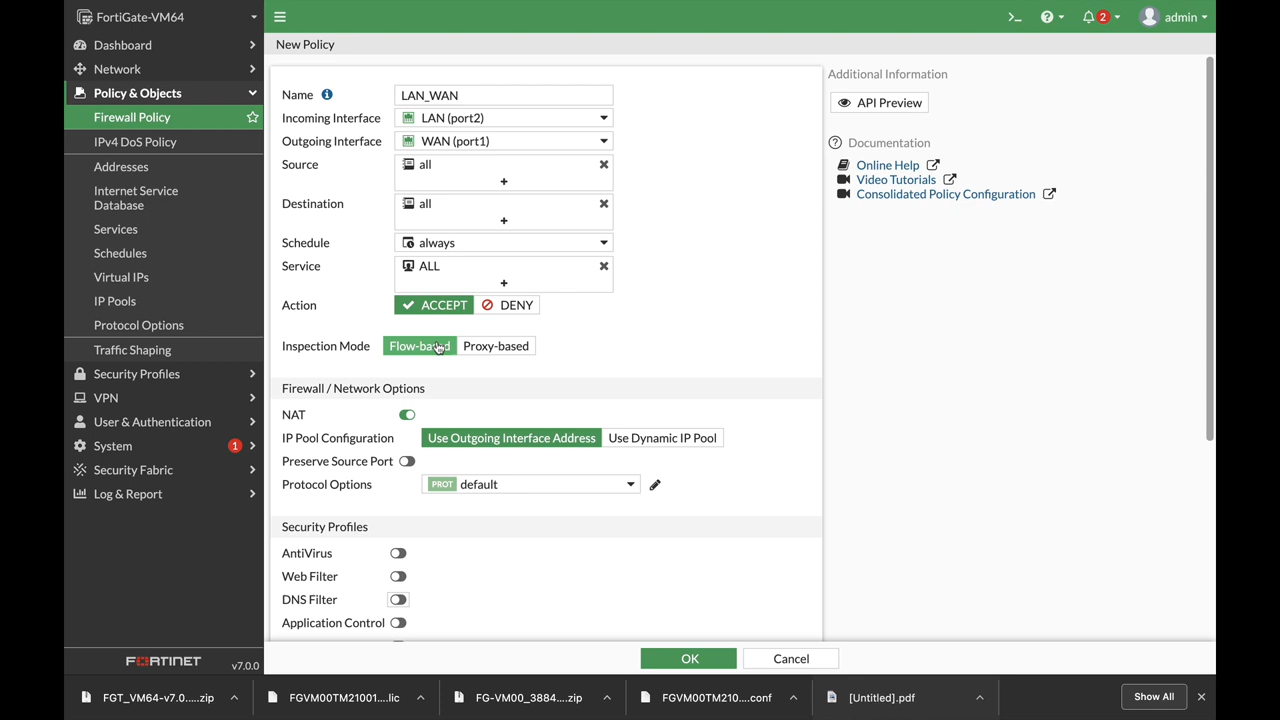 FortiGate-VM64
2
admin
Dashboard
New Policy
Network
Additional Information
Policy & Objects
Name
LAN_WAN
API Preview
Firewall Policy
Incoming Interface
LAN (port2)
IPv4 DoS Policy
Outgoing Interface
WAN (port1)
Documentation
Addresses
Source
all
Online Help
Video Tutorials
Internet Service
Database
Consolidated Policy Configuration
Destination
all
Services
Schedule
always
Schedules
Service
ALL
Virtual IPs
IP Pools
Action
ACCEPT
DENY
Protocol Options
Traffic Shaping
Inspection Mode
Flow-based
Proxy-based
Security Profiles
Firewall / Network Options
VPN
NAT
User & Authentication
IP Pool Configuration
Use Outgoing Interface Address
Use Dynamic IP Pool
System
1
Preserve Source Port
Security Fabric
Protocol Options
PROT
default
Log & Report
Security Profiles
AntiVirus
Web Filter
DNS Filter
Application Control
FORTINET
v7.0.0
OK
Cancel
FGT_VM64-v7.0.....zip
FGVM00TM21001....lic
FG-VM00_3884....zip
FGVM00TM210....conf
[Untitled].pdf
Show All